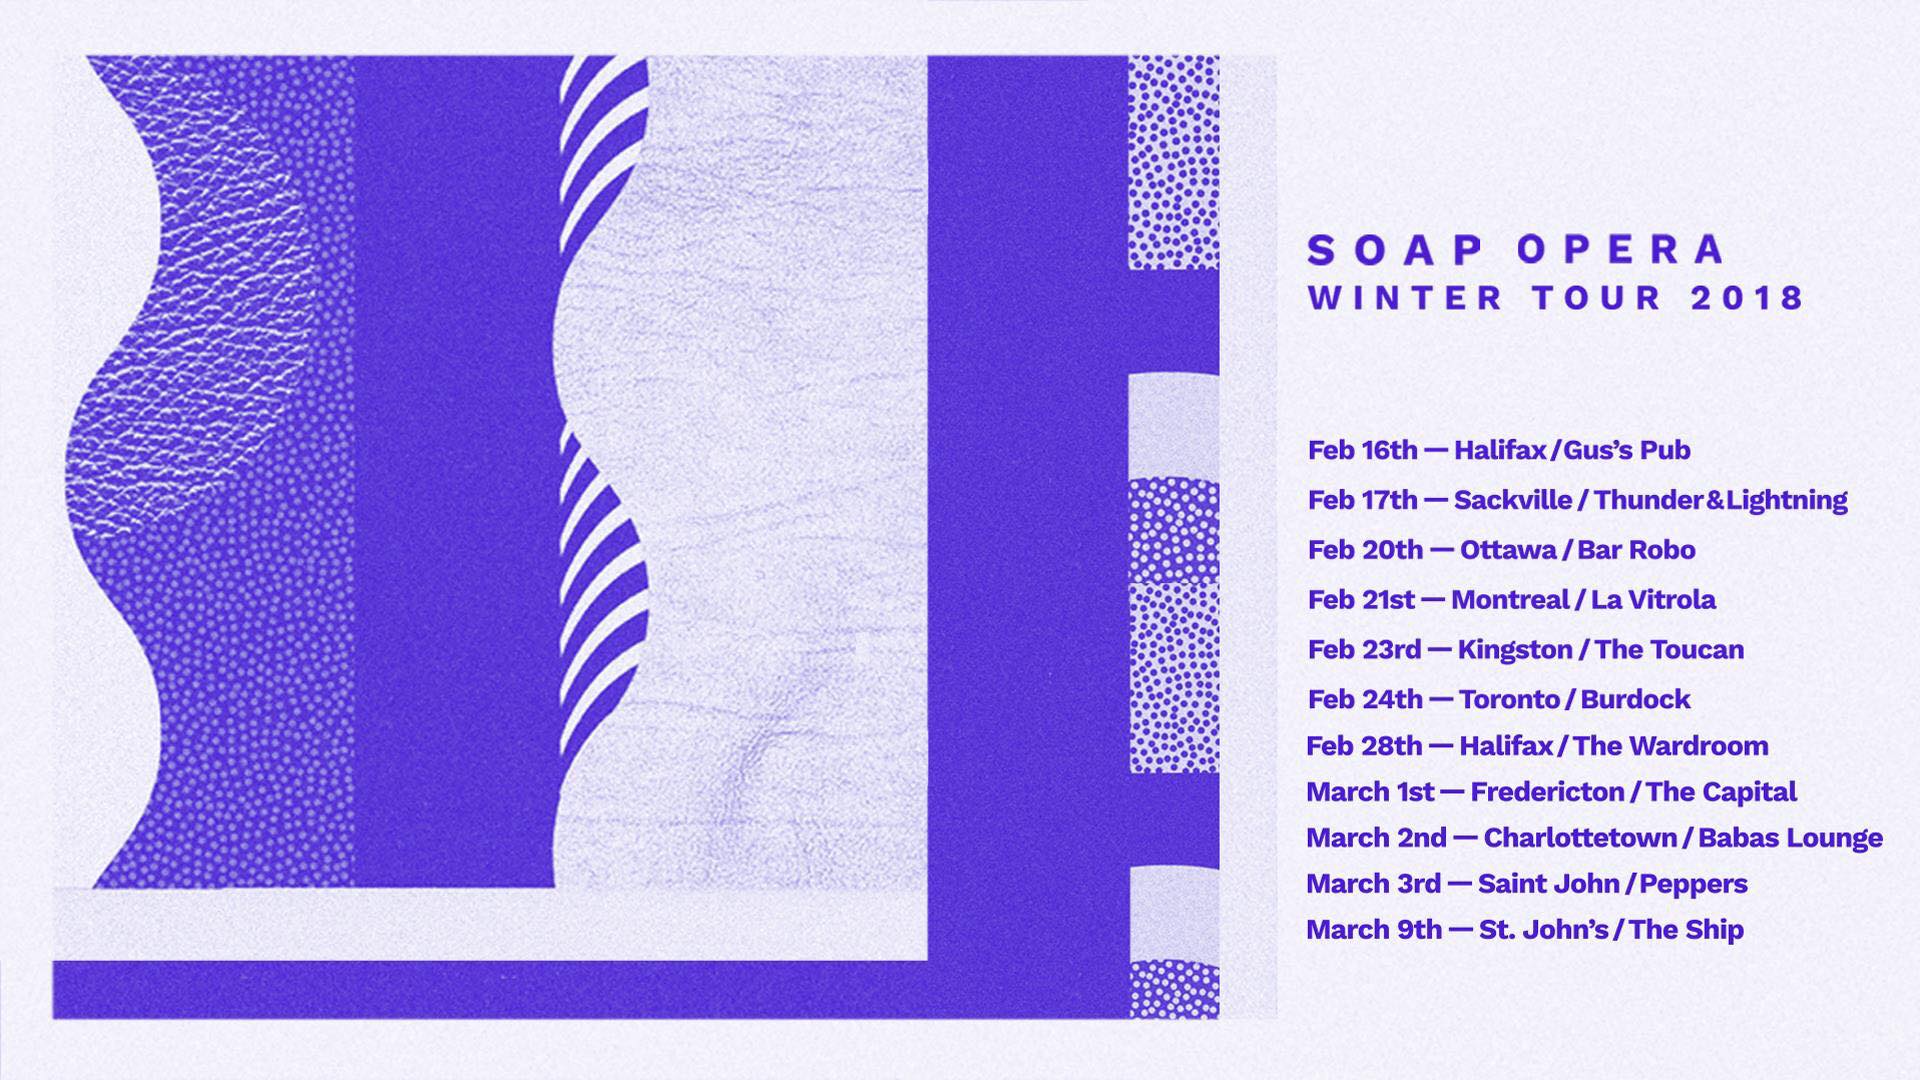 SOAP OPERA
WINTER TOUR 2018
Feb 16th — Halifax / Gus’s Pub
Feb 17th — Sackville / Thunder & Lightning
Feb 20th — Ottawa / Bar Robo
Feb 21st — Montreal / La Vitrola
Feb 23rd — Kingston / The Toucan
Feb 24th — Toronto / Burdock
Feb 28th — Halifax / The Wardroom
March 1st — Fredericton / The Capital
March 2nd — Charlottetown / Babas Lounge
March 3rd — Saint John / Peppers
March 9th — St. John’s / The Ship